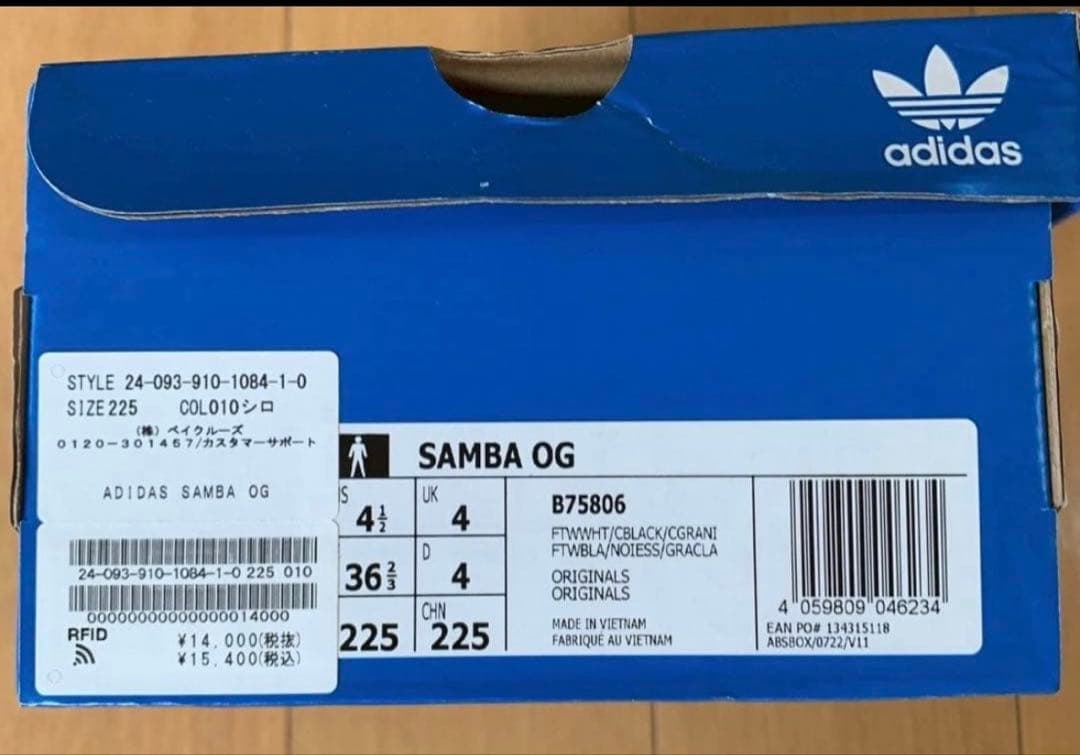 adidas
STYLE 24-093-910-1084-1-0
SIZE225 COL010シロ
(株) ベイクルーズ
0120-301457/カスタマーサポート
ADIDAS SAMBA OG
24-093-910-1084-1-0 225 010
00000000000000014000
RFID
¥14,000(税抜)
¥15,400(税込)
SAMBA OG
S 4½
UK 4
36⅔
D 4
225
CHN 225
B75806
FTWWHT/CBLACK/CGRANI
FTWBLA/NOIESS/GRACLA
ORIGINALS
ORIGINALS
MADE IN VIETNAM
FABRIQUÉ AU VIETNAM
4 059809 046234
EAN PO# 134315118
ABSBOX/0722/V11